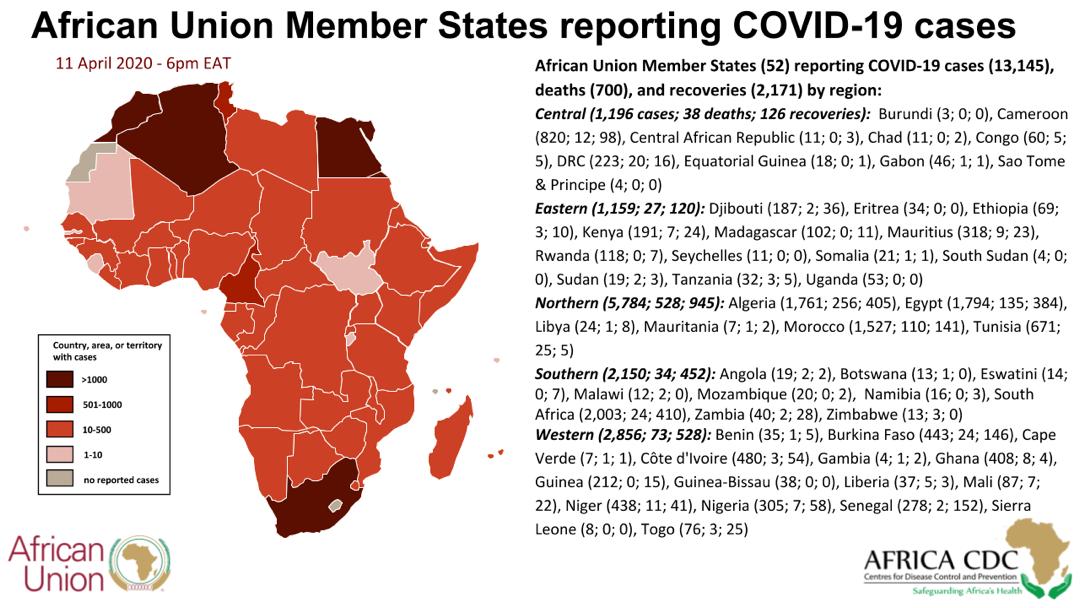 African Union Member States reporting COVID-19 cases
11 April 2020 - 6pm EAT
African Union Member States (52) reporting COVID-19 cases (13,145),
deaths (700), and recoveries (2,171) by region:
Central (1,196 cases; 38 deaths; 126 recoveries): Burundi (3; 0; 0), Cameroon
(820; 12; 98), Central African Republic (11; 0; 3), Chad (11; 0; 2), Congo (60; 5;
5), DRC (223; 20; 16), Equatorial Guinea (18; 0; 1), Gabon (46; 1; 1), Sao Tome
& Principe (4; 0; 0)
Eastern (1,159; 27; 120): Djibouti (187; 2; 36), Eritrea (34; 0; 0), Ethiopia (69;
3; 10), Kenya (191; 7; 24), Madagascar (102; 0; 11), Mauritius (318; 9; 23),
Rwanda (118; 0; 7), Seychelles (11; 0; 0), Somalia (21; 1; 1), South Sudan (4; 0;
0), Sudan (19; 2; 3), Tanzania (32; 3; 5), Uganda (53; 0; 0)
Northern (5,784; 528; 945): Algeria (1,761; 256; 405), Egypt (1,794; 135; 384),
Libya (24; 1; 8), Mauritania (7; 1; 2), Morocco (1,527; 110; 141), Tunisia (671;
25; 5)
Southern (2,150; 34; 452): Angola (19; 2; 2), Botswana (13; 1; 0), Eswatini (14;
0; 7), Malawi (12; 2; 0), Mozambique (20; 0; 2), Namibia (16; 0; 3), South
Africa (2,003; 24; 410), Zambia (40; 2; 28), Zimbabwe (13; 3; 0)
Western (2,856; 73; 528): Benin (35; 1; 5), Burkina Faso (443; 24; 146), Cape
Verde (7; 1; 1), Côte d'Ivoire (480; 3; 54), Gambia (4; 1; 2), Ghana (408; 8; 4),
Guinea (212; 0; 15), Guinea-Bissau (38; 0; 0), Liberia (37; 5; 3), Mali (87; 7;
22), Niger (438; 11; 41), Nigeria (305; 7; 58), Senegal (278; 2; 152), Sierra
Leone (8; 0; 0), Togo (76; 3; 25)
Country, area, or territory
with cases
>1000
501-1000
10-500
1-10
no reported cases
African
Union
AFRICA CDC
Centres for Disease Control and Prevention
Safeguarding Africa's Health